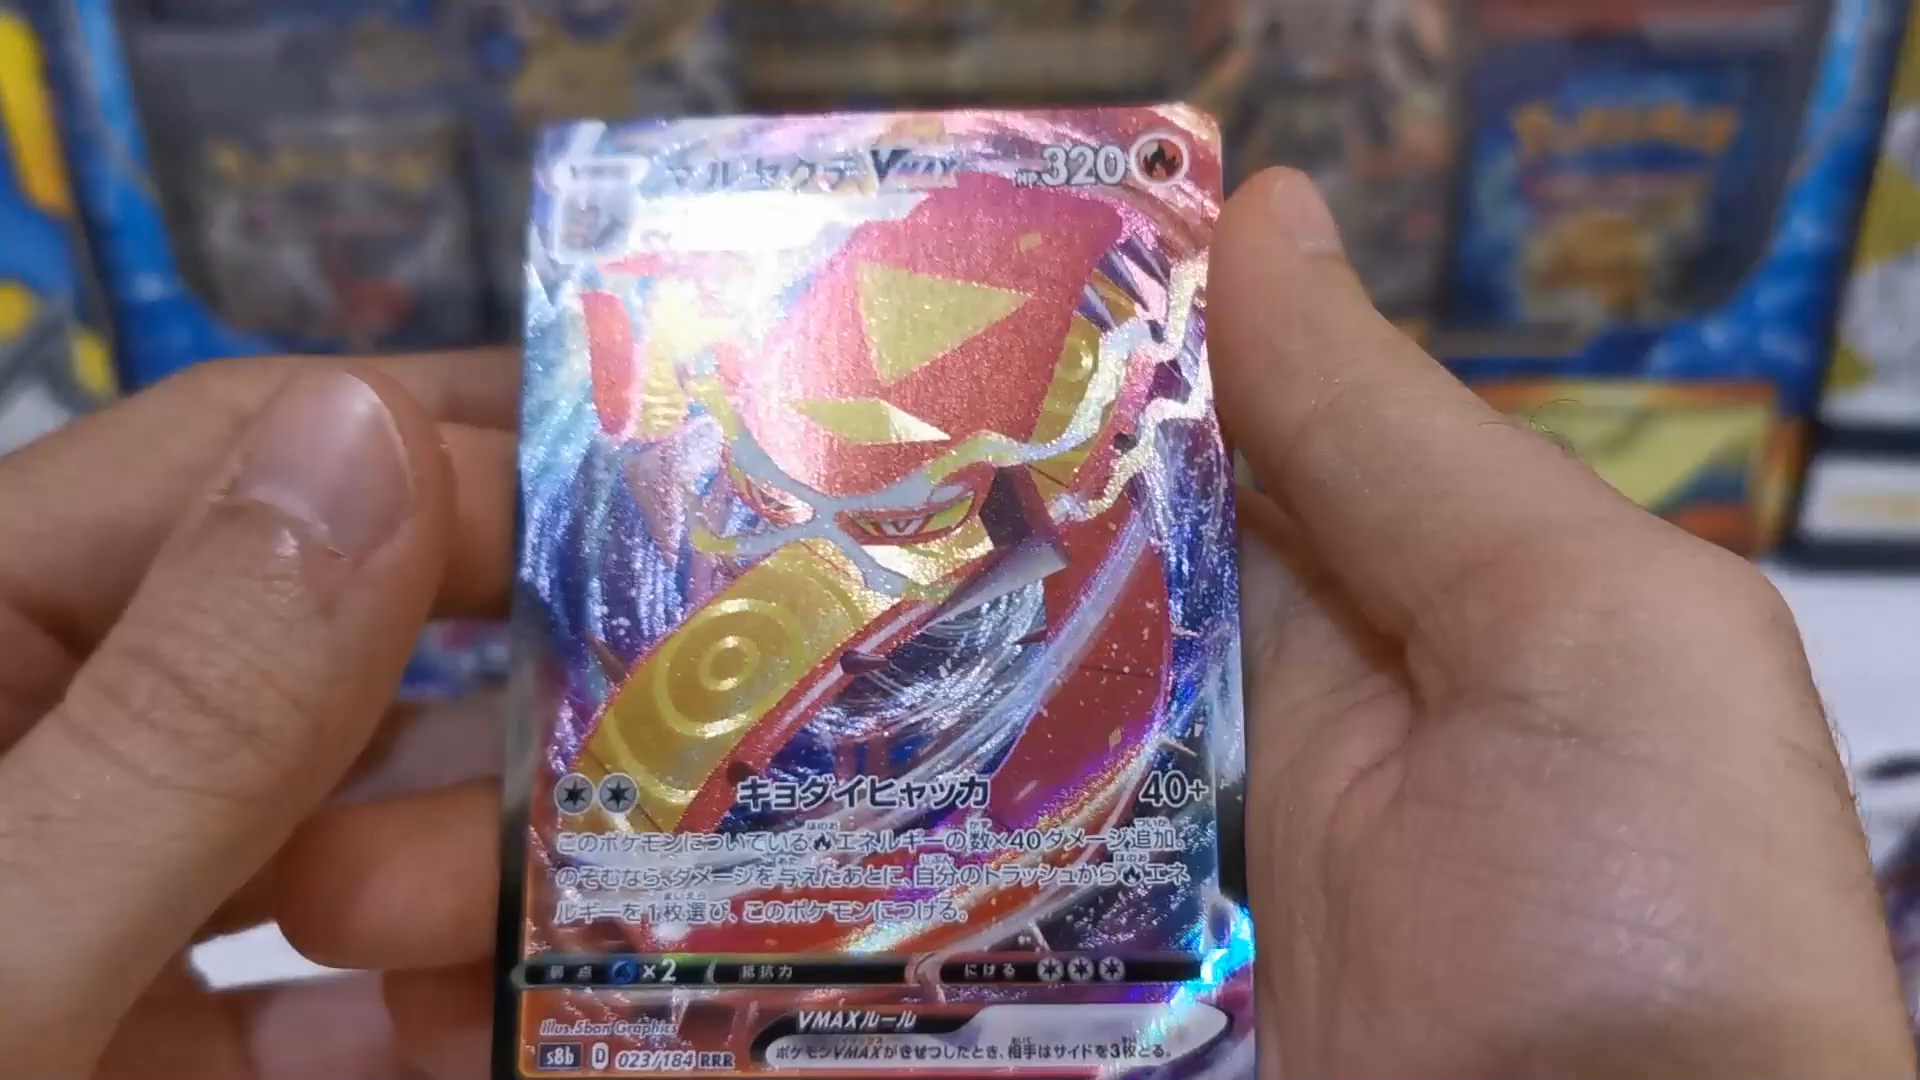 マルヤクデVMAX HP320
キョダイヒャッカ 40+
このポケモンについているエネルギーの数×40ダメージ追加。
のぞむなら、ダメージを与えたあとに、自分のトラッシュからエネ
ルギーを1枚選び、このポケモンにつける。
弱点 ×2 抵抗力 にげる
Illus. 5ban Graphics
VMAXルール
s8b D 023/184 RRR
ポケモンVMAXがきぜつしたとき、相手はサイドを3枚とる。